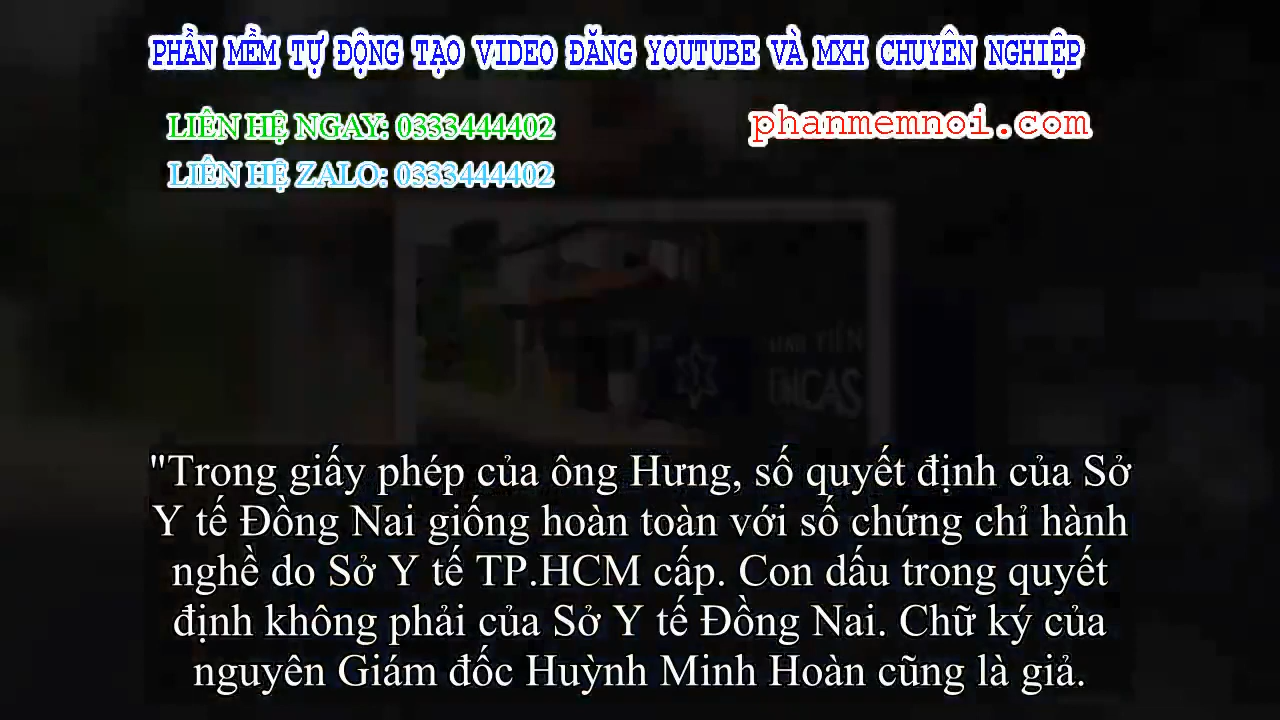 PHẦN MỀM TỰ ĐỘNG TẠO VIDEO ĐĂNG YOUTUBE VÀ MXH CHUYÊN NGHIỆP
LIÊN HỆ NGAY: 0333444402
phanmemnoi.com
LIÊN HỆ ZALO: 0333444402
"Trong giấy phép của ông Hưng, số quyết định của Sở
Y tế Đồng Nai giống hoàn toàn với số chứng chỉ hành
nghề do Sở Y tế TP.HCM cấp. Con dấu trong quyết
định không phải của Sở Y tế Đồng Nai. Chữ ký của
nguyên Giám đốc Huỳnh Minh Hoàn cũng là giả.